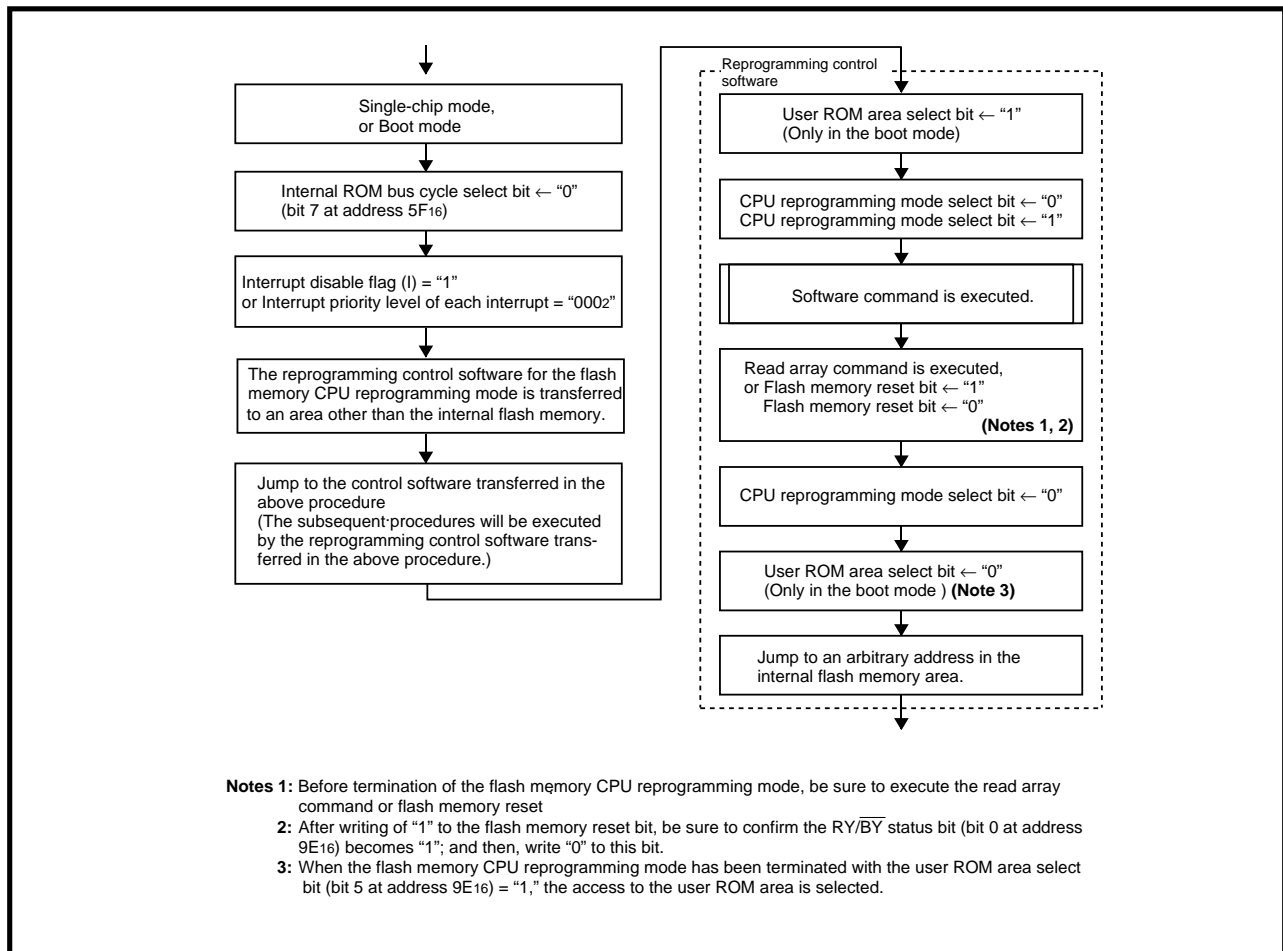 Single-chip mode,
or Boot mode
Internal ROM bus cycle select bit ← “0”
(bit 7 at address 5F16)
Interrupt disable flag (I) = “1”
or Interrupt priority level of each interrupt = “0002”
The reprogramming control software for the flash
memory CPU reprogramming mode is transferred
to an area other than the internal flash memory.
Jump to the control software transferred in the
above procedure
(The subsequent·procedures will be executed
by the reprogramming control software trans-
ferred in the above procedure.)
Reprogramming control
software
User ROM area select bit ← “1”
(Only in the boot mode)
CPU reprogramming mode select bit ← “0”
CPU reprogramming mode select bit ← “1”
Software command is executed.
Read array command is executed,
or Flash memory reset bit ← “1”
Flash memory reset bit ← “0”
(Notes 1, 2)
CPU reprogramming mode select bit ← “0”
User ROM area select bit ← “0”
(Only in the boot mode ) (Note 3)
Jump to an arbitrary address in the
internal flash memory area.
Notes 1: Before termination of the flash memory CPU reprogramming mode, be sure to execute the read array
command or flash memory reset
2: After writing of “1” to the flash memory reset bit, be sure to confirm the RY/BY status bit (bit 0 at address
9E16) becomes “1”; and then, write “0” to this bit.
3: When the flash memory CPU reprogramming mode has been terminated with the user ROM area select
bit (bit 5 at address 9E16) = “1,” the access to the user ROM area is selected.